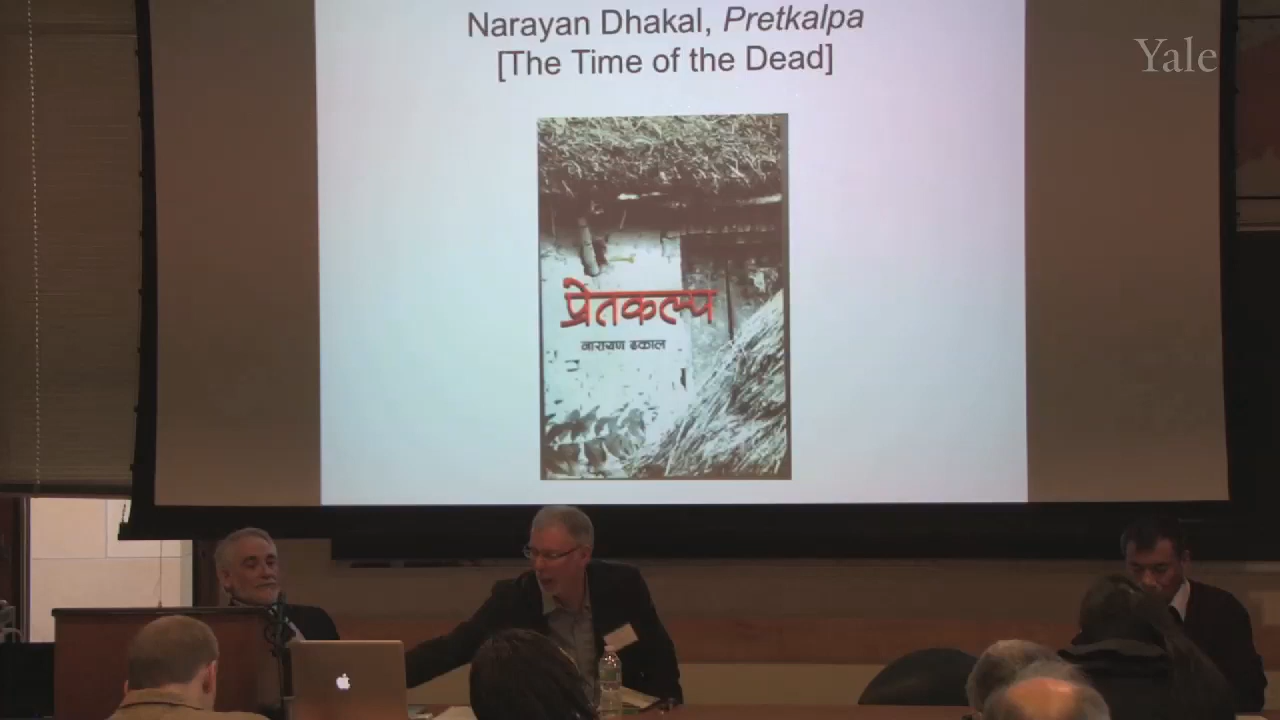 Narayan Dhakal, Pretkalpa
[The Time of the Dead]
Yale
प्रेतकल्प
नारायण ढकाल